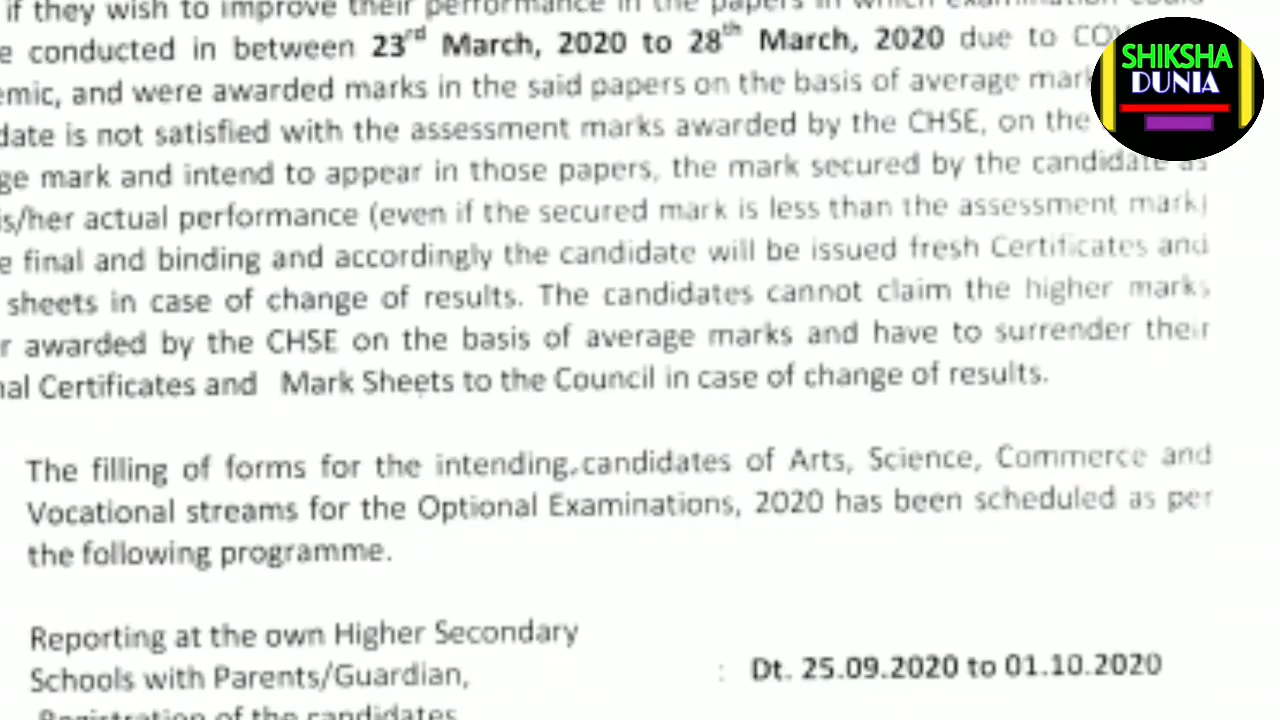 if they wish to improve their performance in the papers in which examination could
e conducted in between 23rd March, 2020 to 28th March, 2020 due to COV
emic, and were awarded marks in the said papers on the basis of average mark
date is not satisfied with the assessment marks awarded by the CHSE, on the
ge mark and intend to appear in those papers, the mark secured by the candidate as
is/her actual performance (even if the secured mark is less than the assessment mark)
e final and binding and accordingly the candidate will be issued fresh Certificates and
sheets in case of change of results. The candidates cannot claim the higher marks
r awarded by the CHSE on the basis of average marks and have to surrender their
nal Certificates and Mark Sheets to the Council in case of change of results.
The filling of forms for the intending candidates of Arts, Science, Commerce and
Vocational streams for the Optional Examinations, 2020 has been scheduled as per
the following programme.
Reporting at the own Higher Secondary
Schools with Parents/Guardian, : Dt. 25.09.2020 to 01.10.2020
Registration of the candidates
SHIKSHA
DUNIA